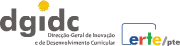 dgidc
Direcção-Geral de Inovação
e de Desenvolvimento Curricular
erte/pte